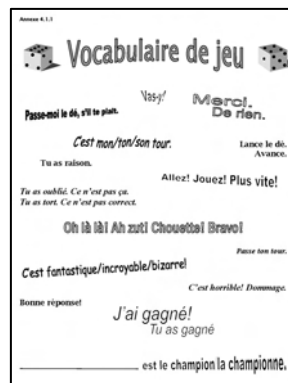 Annexe 4.1.1
Vocabulaire de jeu
Vas-y!
Passe-moi le dé, s'il te plaît.
Merci.
De rien.
C'est mon/ton/son tour.
Lance le dé.
Avance.
Tu as raison.
Allez! Jouez! Plus vite!
Tu as oublié. Ce n'est pas ça.
Tu as tort. Ce n'est pas correct.
Oh là là! Ah zut! Chouette! Bravo!
Passe ton tour.
C'est fantastique/incroyable/bizarre!
C'est horrible! Dommage.
Bonne réponse!
J'ai gagné!
Tu as gagné
____________________ est le champion la championne.